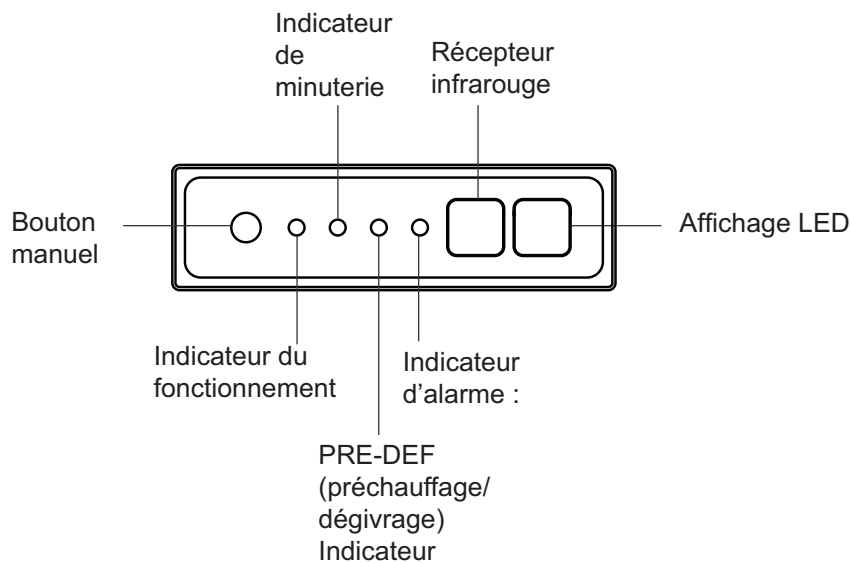 Indicateur
de
minuterie
Récepteur
infrarouge
Bouton
manuel
Affichage LED
Indicateur du
fonctionnement
Indicateur
d'alarme :
PRE-DEF
(préchauffage/
dégivrage)
Indicateur